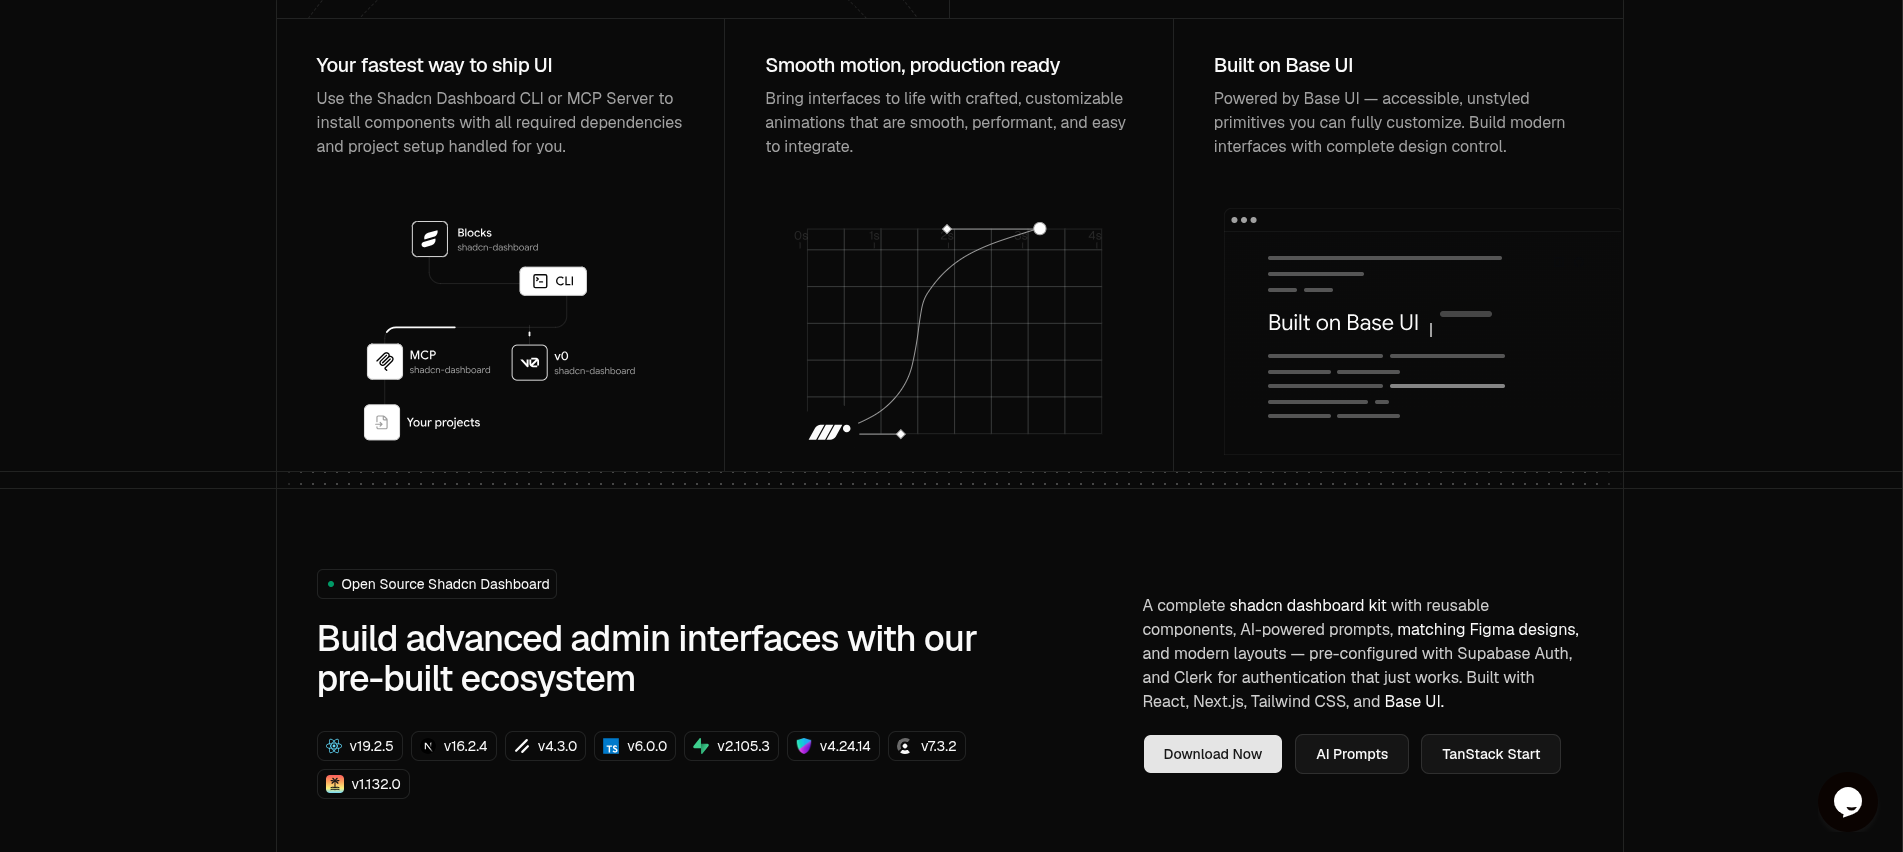 Your fastest way to ship UI
Use the Shadcn Dashboard CLI or MCP Server to
install components with all required dependencies
and project setup handled for you.
Blocks
shadcn-dashboard
CLI
MCP
shadcn-dashboard
v0
shadcn-dashboard
Your projects
Smooth motion, production ready
Bring interfaces to life with crafted, customizable
animations that are smooth, performant, and easy
to integrate.
0s 1s 2s 3s 4s
Built on Base UI
Powered by Base UI — accessible, unstyled
primitives you can fully customize. Build modern
interfaces with complete design control.
Built on Base UI
Open Source Shadcn Dashboard
Build advanced admin interfaces with our
pre-built ecosystem
v19.2.5 N v16.2.4 v4.3.0 TS v6.0.0 v2.105.3 v4.24.14 v7.3.2
v1.132.0
A complete shadcn dashboard kit with reusable
components, AI-powered prompts, matching Figma designs,
and modern layouts — pre-configured with Supabase Auth,
and Clerk for authentication that just works. Built with
React, Next.js, Tailwind CSS, and Base UI.
Download Now AI Prompts TanStack Start